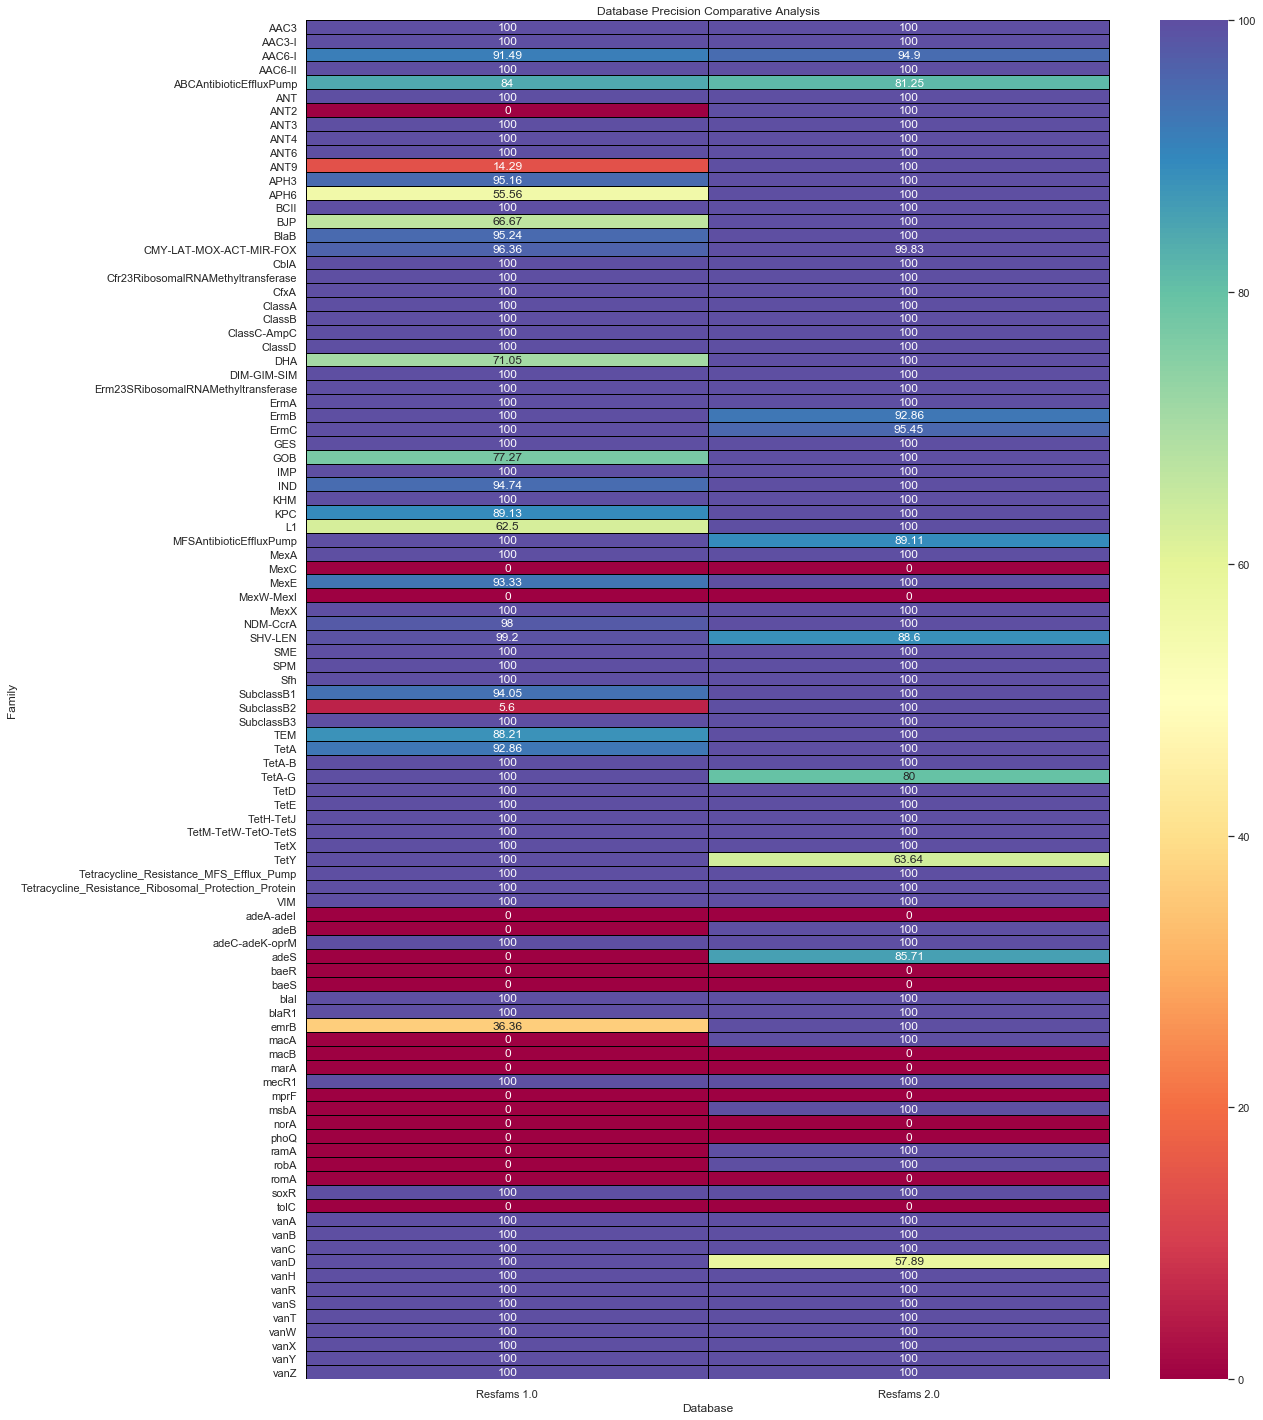 Database Precision Comparative Analysis
AAC3 100 100 100
AAC3-I 100 100
AAC6-I 91.49 94.9
AAC6-II 100 100
ABCAntibioticEffluxPump 84 81.25
ANT 100 100
ANT2 0 100
ANT3 100 100
ANT4 100 100
ANT6 100 100
ANT9 14.29 100
APH3 95.16 100
APH6 55.56 100
BCII 100 100
BJP 66.67 100
BlaB 95.24 100
CMY-LAT-MOX-ACT-MIR-FOX 96.36 99.83
CblA 100 100
Cfr23RibosomalRNAMethyltransferase 100 100
CfxA 100 100
80
ClassA 100 100
ClassB 100 100
ClassC-AmpC 100 100
ClassD 100 100
DHA 71.05 100
DIM-GIM-SIM 100 100
Erm23SRibosomalRNAMethyltransferase 100 100
ErmA 100 100
ErmB 100 92.86
ErmC 100 95.45
GES 100 100
GOB 77.27 100
IMP 100 100
IND 94.74 100
KHM 100 100
KPC 89.13 100
L1 62.5 100
MFSAntibioticEffluxPump 100 89.11
MexA 100 100
MexC 0 0 60
MexE 93.33 100
MexW-MexI 0 0
MexX 100 100
NDM-CcrA 98 100
SHV-LEN 99.2 88.6
SME 100 100
SPM 100 100
Sfh 100 100
SubclassB1 94.05 100
Family
SubclassB2 5.6 100
SubclassB3 100 100
TEM 88.21 100
TetA 92.86 100
TetA-B 100 100
TetA-G 100 80
TetD 100 100
TetE 100 100
TetH-TetJ 100 100
TetM-TetW-TetO-TetS 100 100
40
TetX 100 100
TetY 100 63.64
Tetracycline_Resistance_MFS_Efflux_Pump 100 100
Tetracycline_Resistance_Ribosomal_Protection_Protein 100 100
VIM 100 100
adeA-adeI 0 0
adeB 0 100
adeC-adeK-oprM 100 100
adeS 0 85.71
baeR 0 0
baeS 0 0
blaI 100 100
blaR1 100 100
emrB 36.36 100
macA 0 100
macB 0 0
marA 0 0
mecR1 100 100
mprF 0 0
msbA 0 100
20
norA 0 0
phoQ 0 0
ramA 0 100
robA 0 100
romA 0 0
soxR 100 100
tolC 0 0
vanA 100 100
vanB 100 100
vanC 100 100
vanD 100 57.89
vanH 100 100
vanR 100 100
vanS 100 100
vanT 100 100
vanW 100 100
vanX 100 100
vanY 100 100
vanZ 100 100
0
Resfams 1.0 Resfams 2.0
Database